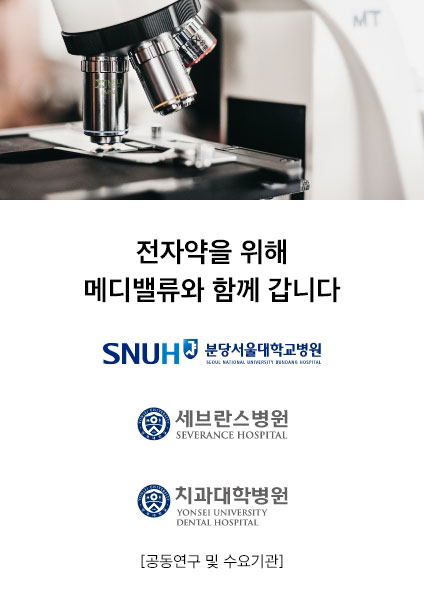 MT
전자약을 위해
메디밸류와 함께 갑니다
SNUH 분당서울대학교병원
SEOUL NATIONAL UNIVERSITY BUNDANG HOSPITAL
세브란스병원
SEVERANCE HOSPITAL
치과대학병원
YONSEI UNIVERSITY
DENTAL HOSPITAL
[공동연구 및 수요기관]